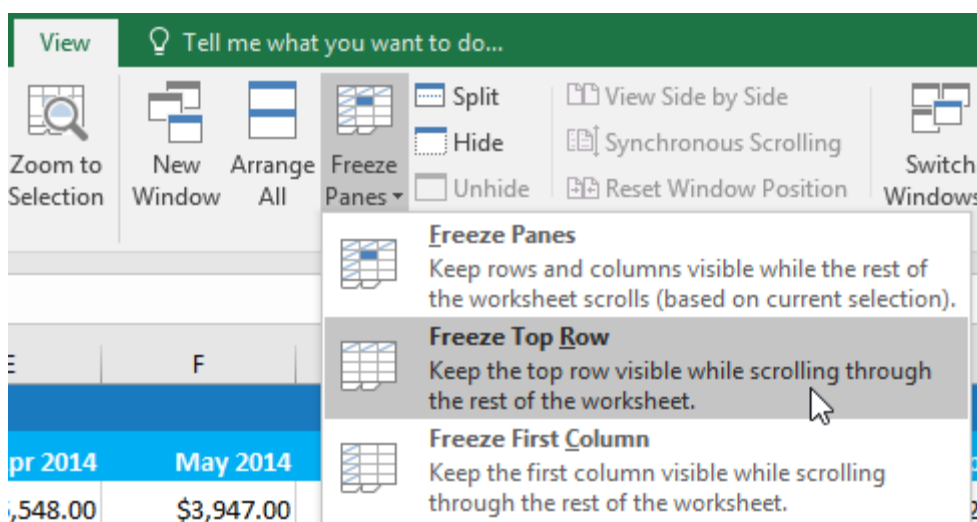 View Tell me what you want to do...
Zoom to Selection
New Window
Arrange All
Freeze Panes
Split
Hide
Unhide
View Side by Side
Synchronous Scrolling
Reset Window Position
Switch Windows
Freeze Panes
Keep rows and columns visible while the rest of
the worksheet scrolls (based on current selection).
Freeze Top Row
Keep the top row visible while scrolling through
the rest of the worksheet.
Freeze First Column
Keep the first column visible while scrolling
through the rest of the worksheet.
F
pr 2014 May 2014
,548.00 $3,947.00